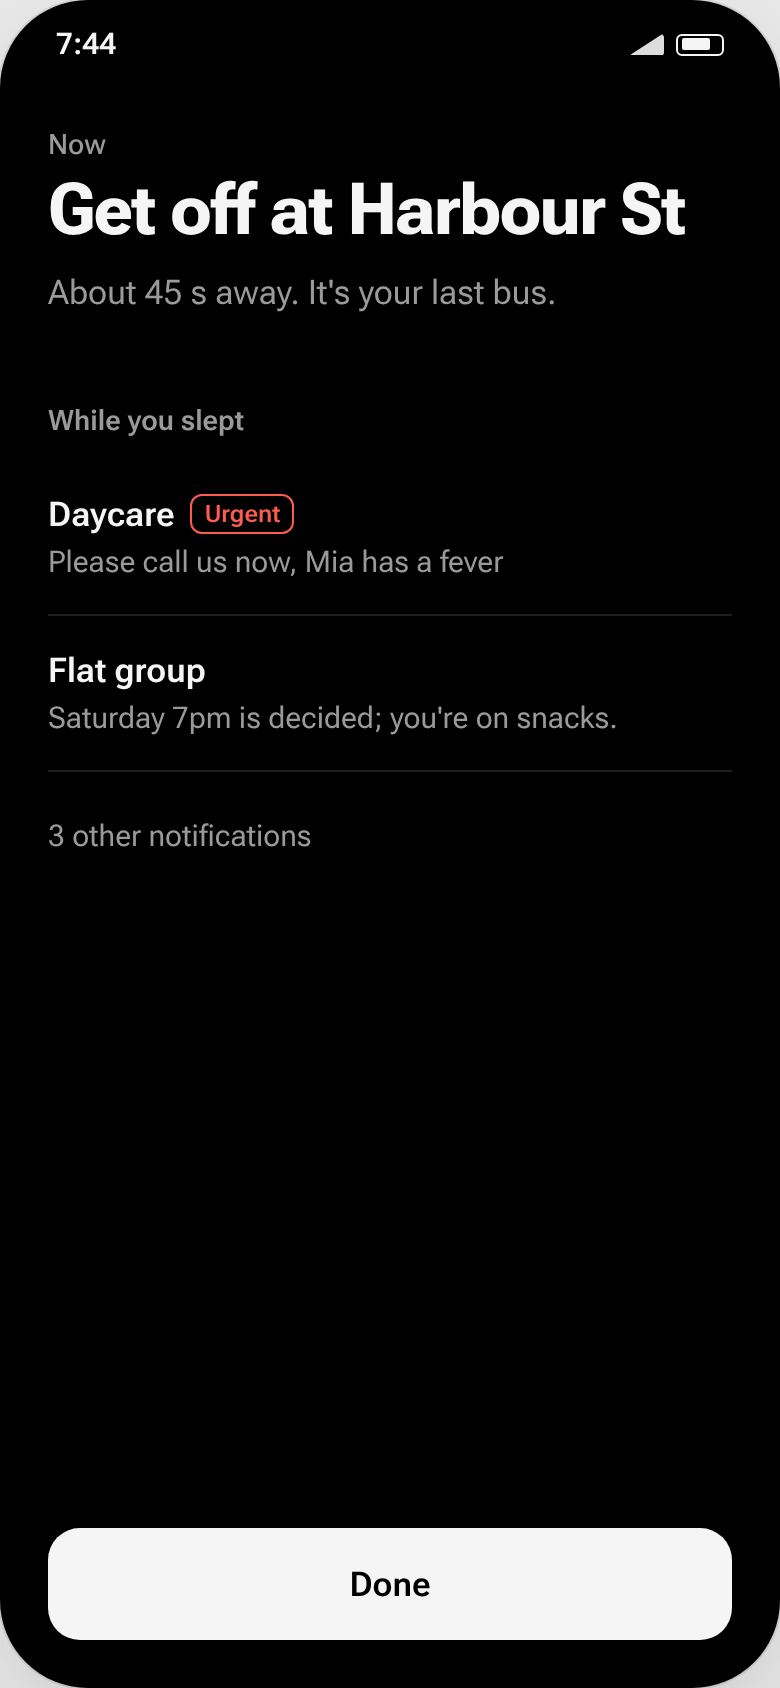 7:44
Now
Get off at Harbour St
About 45 s away. It's your last bus.
While you slept
Daycare Urgent
Please call us now, Mia has a fever
Flat group
Saturday 7pm is decided; you're on snacks.
3 other notifications
Done